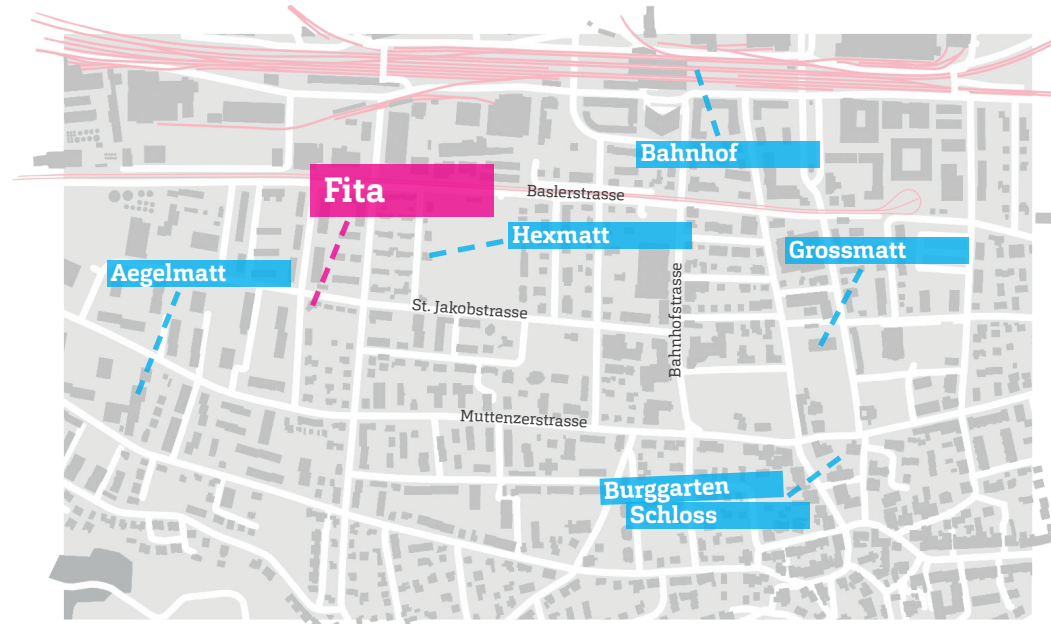 Bahnhof
Fita
Baslerstrasse
Hexmatt
Grossmatt
Aegelmatt
St. Jakobstrasse
Bahnhofstrasse
Muttenzerstrasse
Burggarten
Schloss